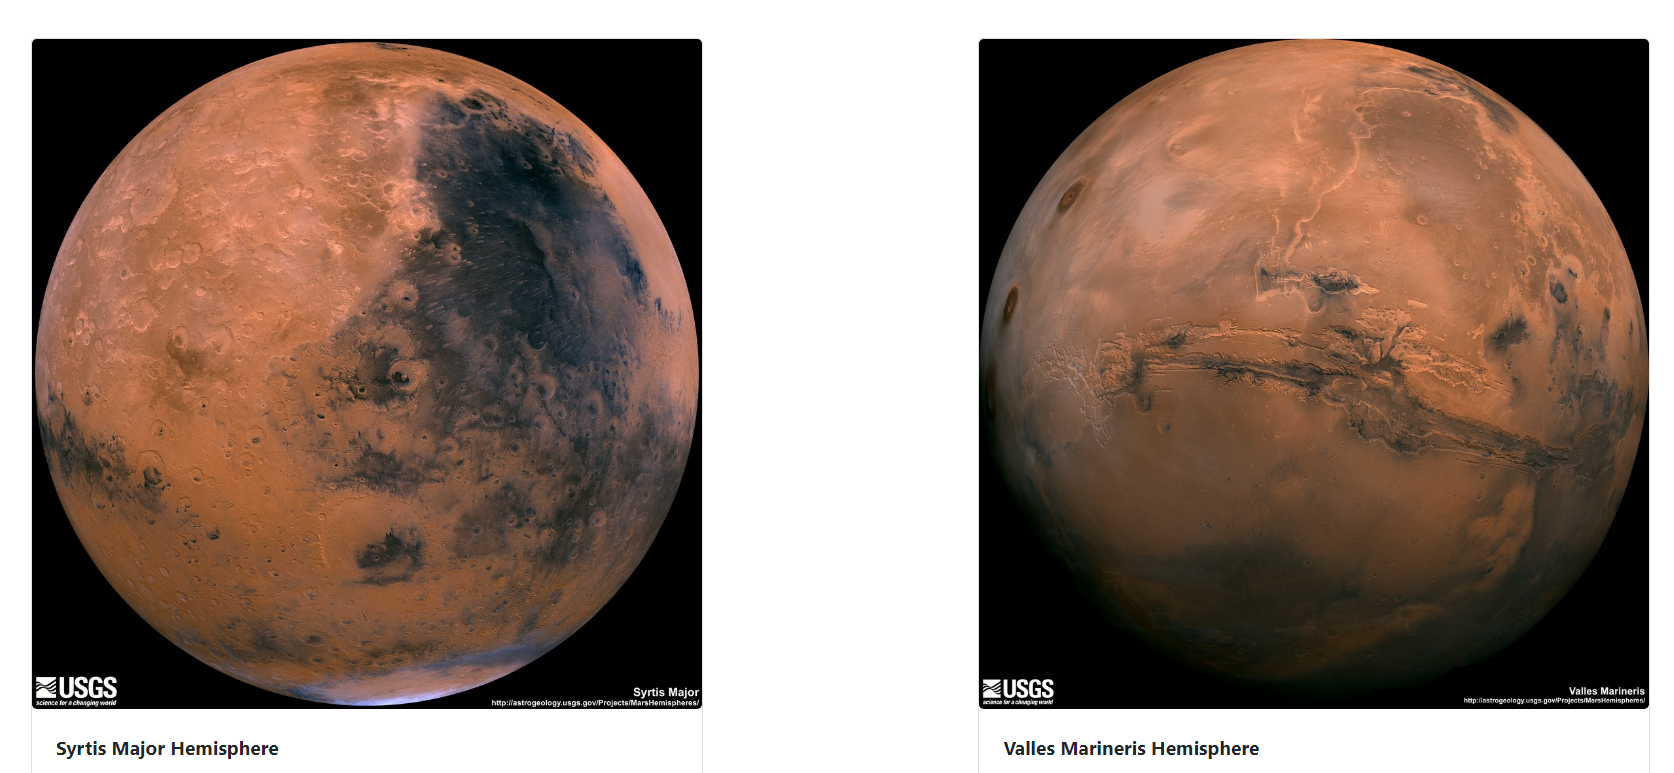 USGS
science for a changing world
Syrtis Major
http://astrogeology.usgs.gov/Projects/MarsHemispheres/
Syrtis Major Hemisphere
USGS
science for a changing world
Valles Marineris
http://astrogeology.usgs.gov/Projects/MarsHemispheres/
Valles Marineris Hemisphere